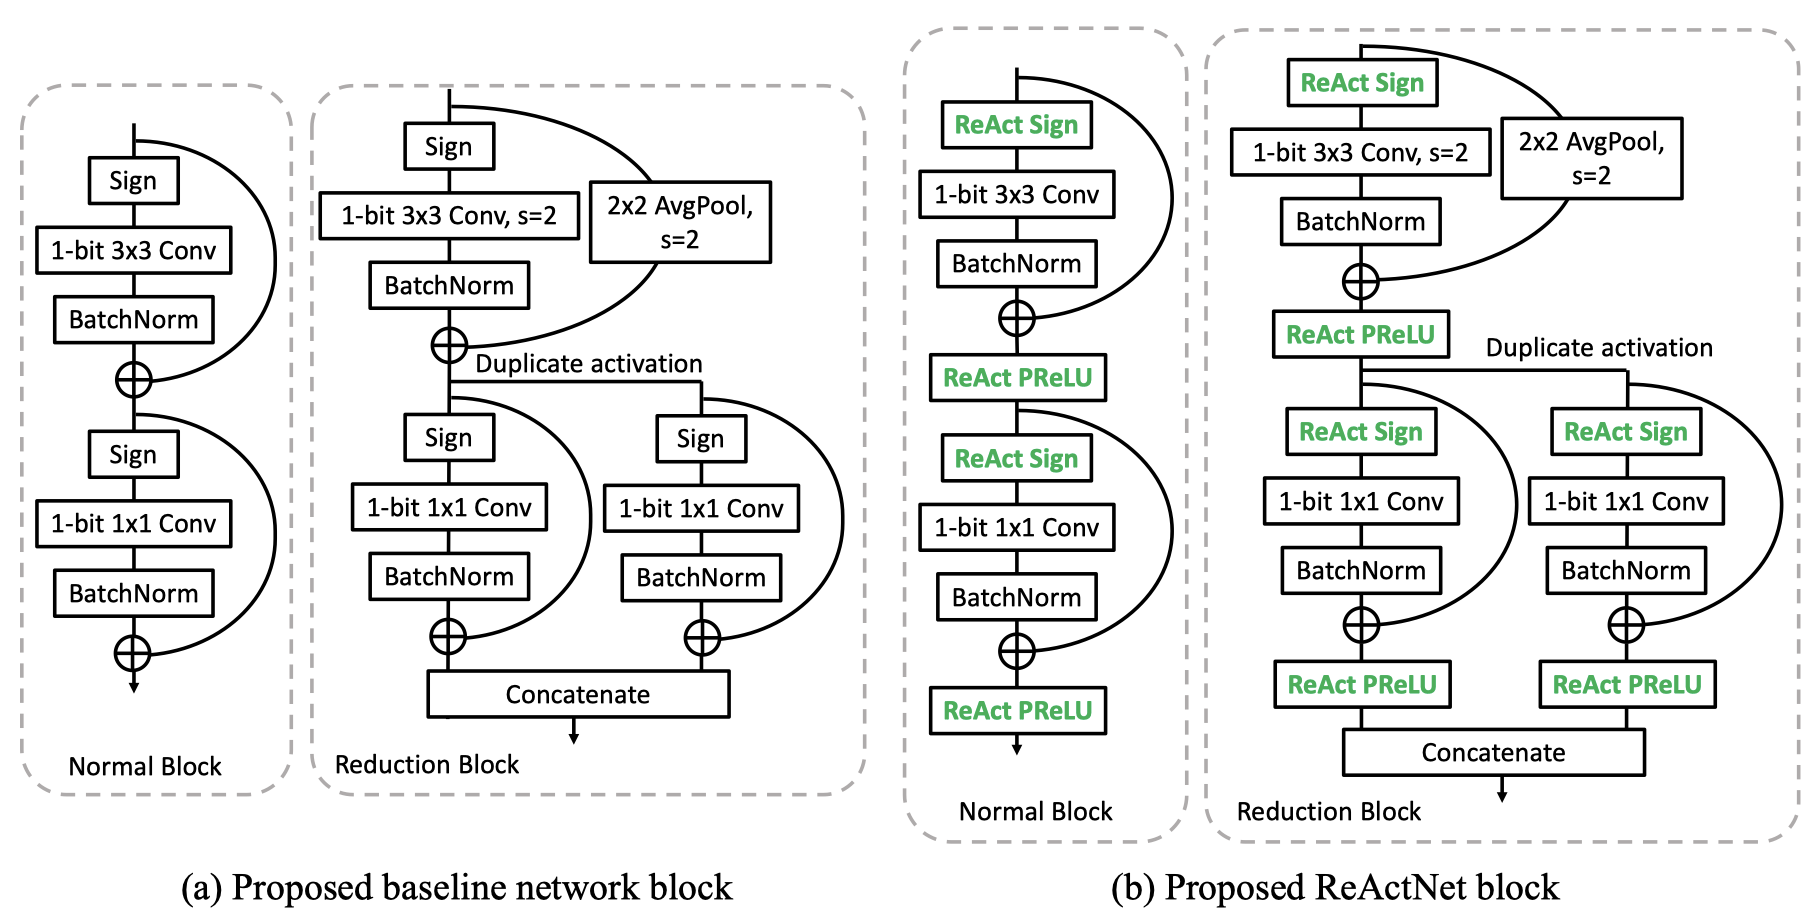 Sign
1-bit 3x3 Conv
BatchNorm
Sign
1-bit 1x1 Conv
BatchNorm
Normal Block
Sign
1-bit 3x3 Conv, s=2
2x2 AvgPool,
s=2
BatchNorm
Duplicate activation
Sign
1-bit 1x1 Conv
BatchNorm
Sign
1-bit 1x1 Conv
BatchNorm
Concatenate
Reduction Block
(a) Proposed baseline network block
ReAct Sign
1-bit 3x3 Conv
BatchNorm
ReAct PReLU
ReAct Sign
1-bit 1x1 Conv
BatchNorm
ReAct PReLU
Normal Block
ReAct Sign
1-bit 3x3 Conv, s=2
2x2 AvgPool,
s=2
BatchNorm
ReAct PReLU
Duplicate activation
ReAct Sign
1-bit 1x1 Conv
BatchNorm
ReAct PReLU
ReAct Sign
1-bit 1x1 Conv
BatchNorm
ReAct PReLU
Concatenate
Reduction Block
(b) Proposed ReActNet block